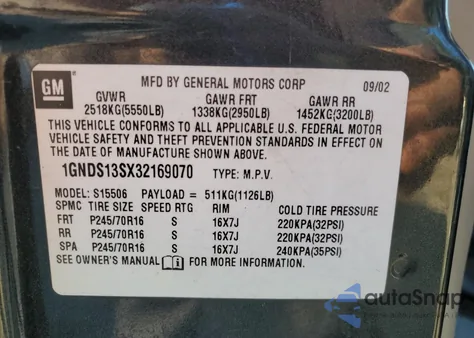 GM
MFD BY GENERAL MOTORS CORP 09/02
GVWR GAWR FRT GAWR RR
2518KG(5550LB) 1338KG(2950LB) 1452KG(3200LB)
THIS VEHICLE CONFORMS TO ALL APPLICABLE U.S. FEDERAL MOTOR
VEHICLE SAFETY AND THEFT PREVENTION STANDARDS IN EFFECT ON
THE DATE OF MANUFACTURE SHOWN ABOVE.
1GNDS13SX32169070 TYPE: M.P.V.
MODEL: S15506 PAYLOAD = 511KG(1126LB)
SPMC TIRE SIZE SPEED RTG RIM COLD TIRE PRESSURE
FRT P245/70R16 S 16X7J 220KPA(32PSI)
RR P245/70R16 S 16X7J 220KPA(32PSI)
SPA P245/70R16 S 16X7J 240KPA(35PSI)
SEE OWNER'S MANUAL i FOR MORE INFORMATION.
autaSnap